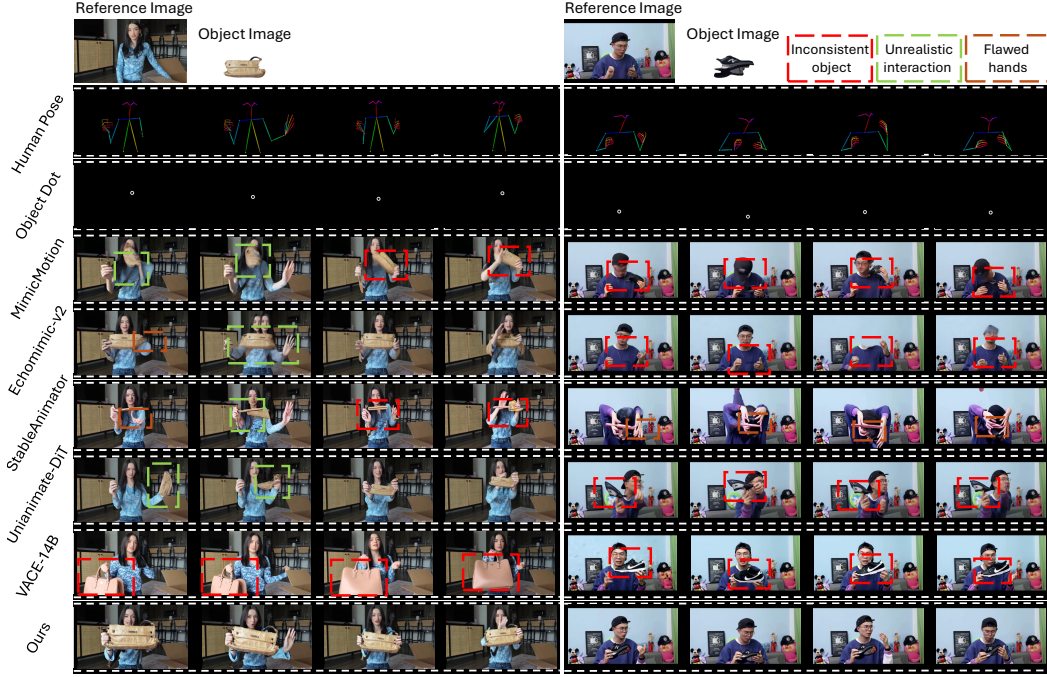 Reference Image
Object Image
Reference Image
Object Image
Inconsistent
object
Unrealistic
interaction
Flawed
hands
Human Pose
Object Dot
MimicMotion
Echomimic-v2
StableAnimator
Unianimate-DiT
VACE-14B
Ours